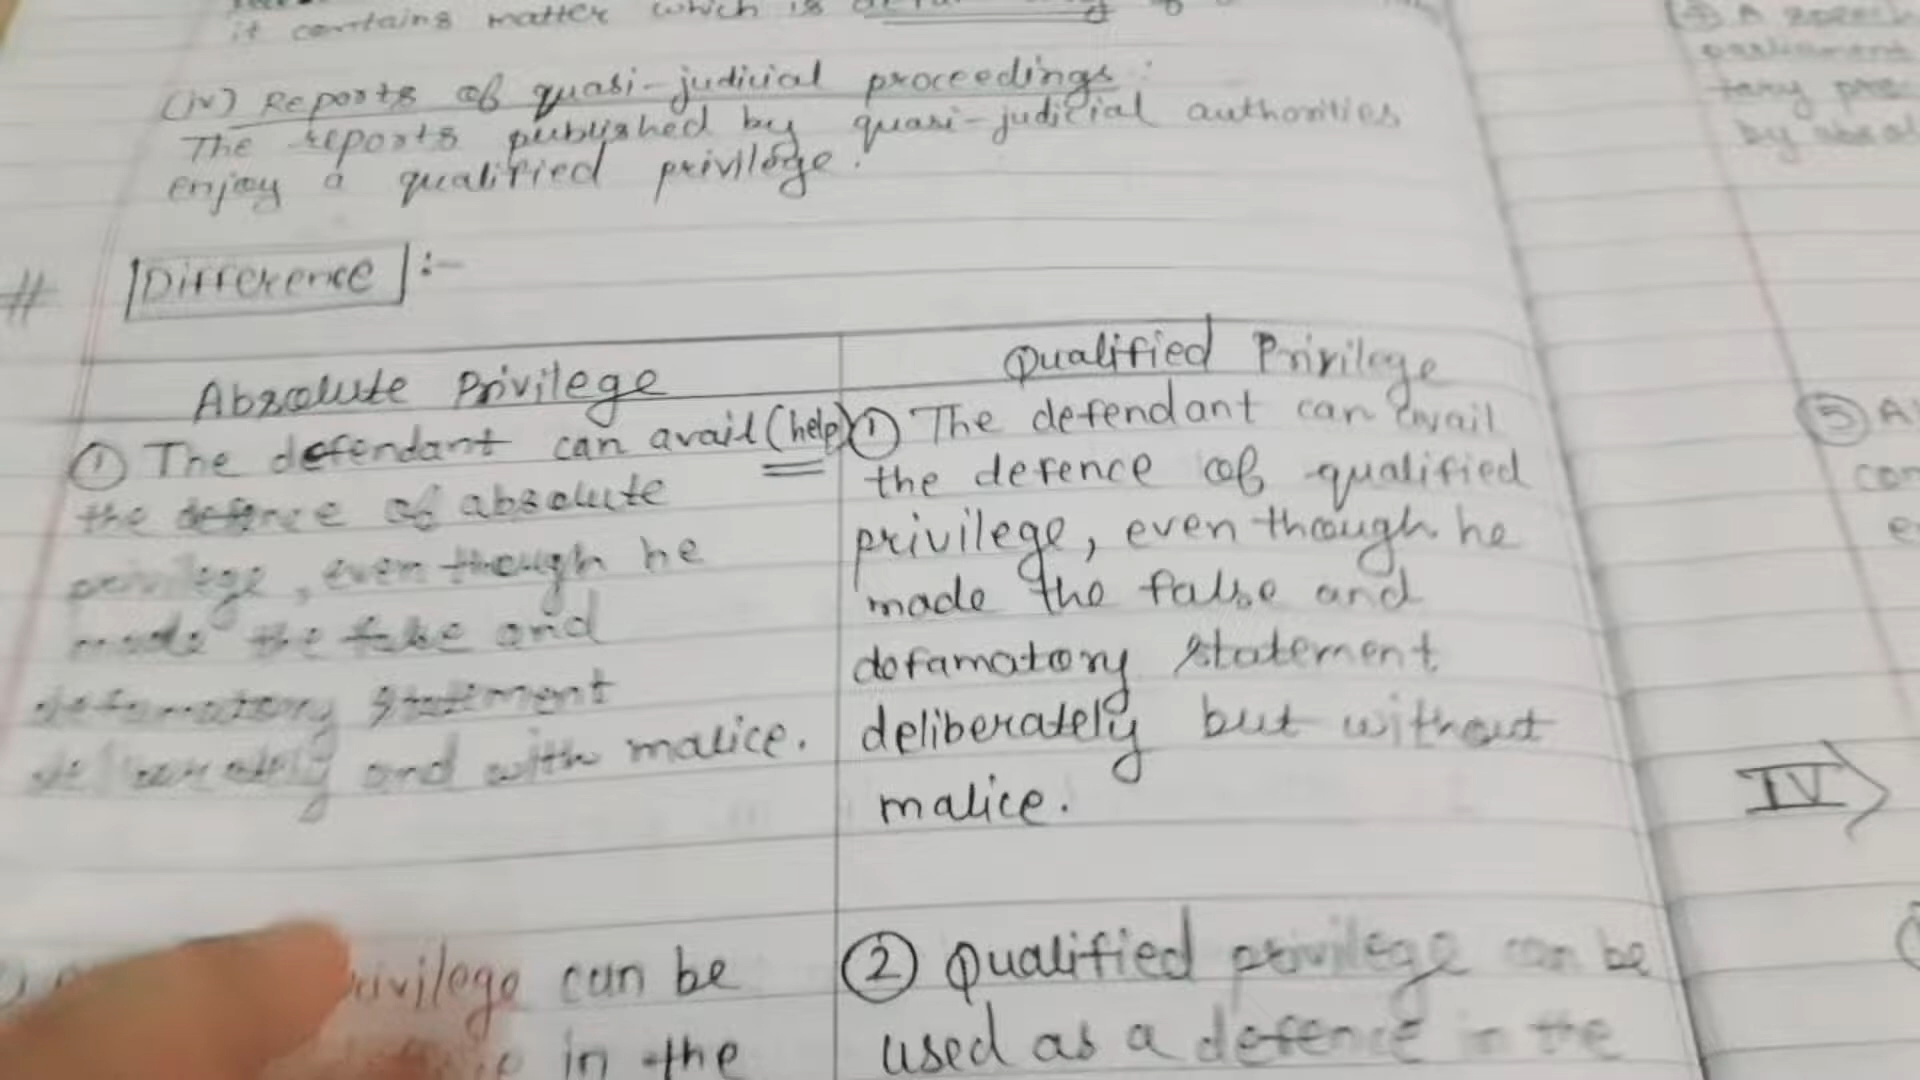 it contains matter which is
(iv) Reports of quasi-judicial proceedings:
The reports published by quasi-judicial authorities
enjoy a qualified privilege.
# Difference :-
Absolute Privilege
① The defendant can avail (help)
the defence of absolute
privilege, even though he
made the false and
defamatory statement
deliberately and with malice.
privilege can be
in the
Qualified Privilege
① The defendant can avail
the defence of qualified
privilege, even though he
made the false and
defamatory statement
deliberately but without
malice.
② Qualified privilege can be
used as a defence in the
A speech
parliament
by
⑤
IV